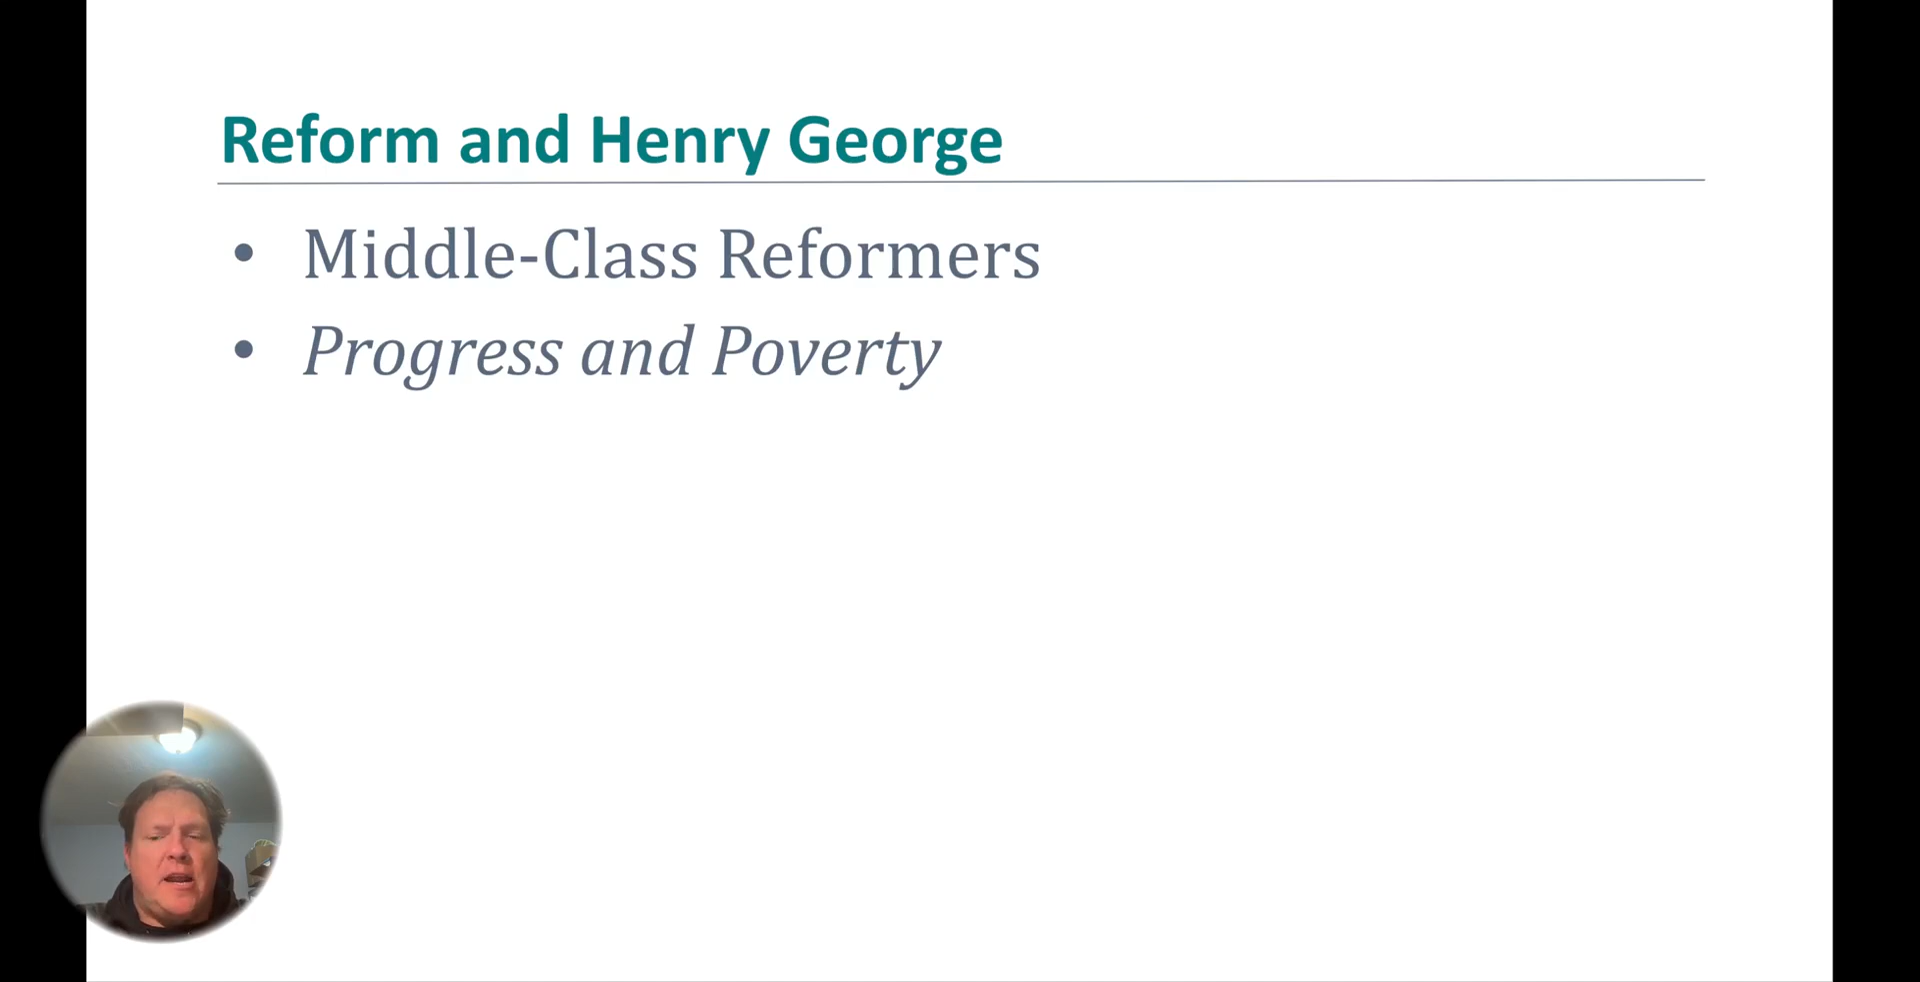 Reform and Henry George
• Middle-Class Reformers
• Progress and Poverty